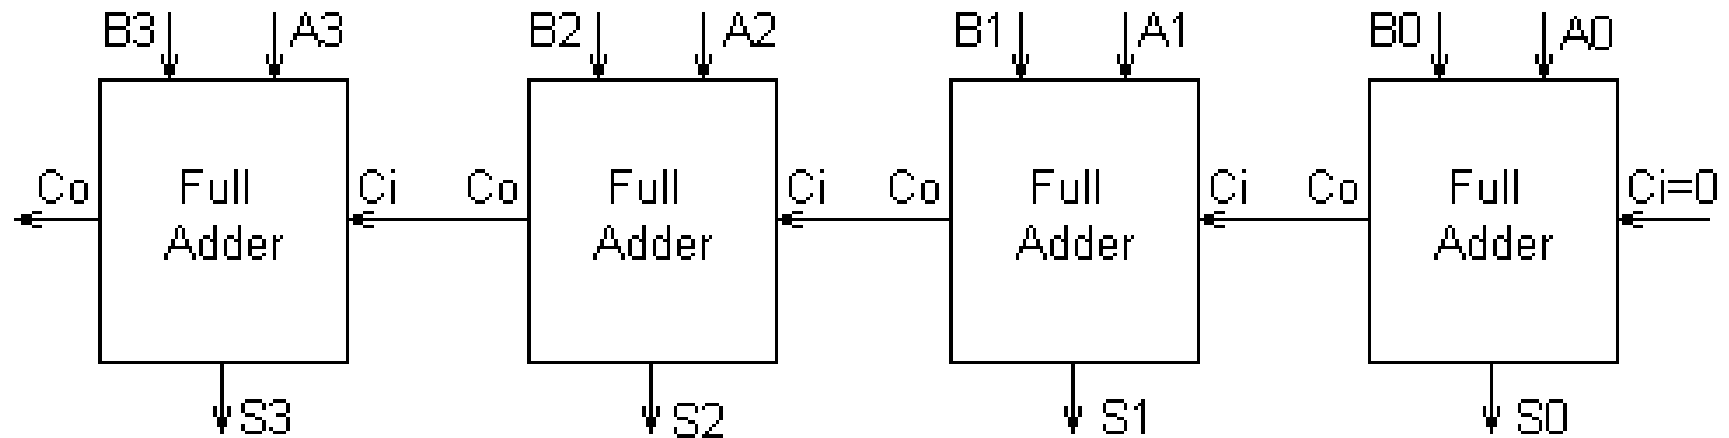 B3 A3 B2 A2 B1 A1 B0 A0
Co Full Ci Co Full Ci Co Full Ci Co Full Ci=0
Adder Adder Adder Adder
S3 S2 S1 S0